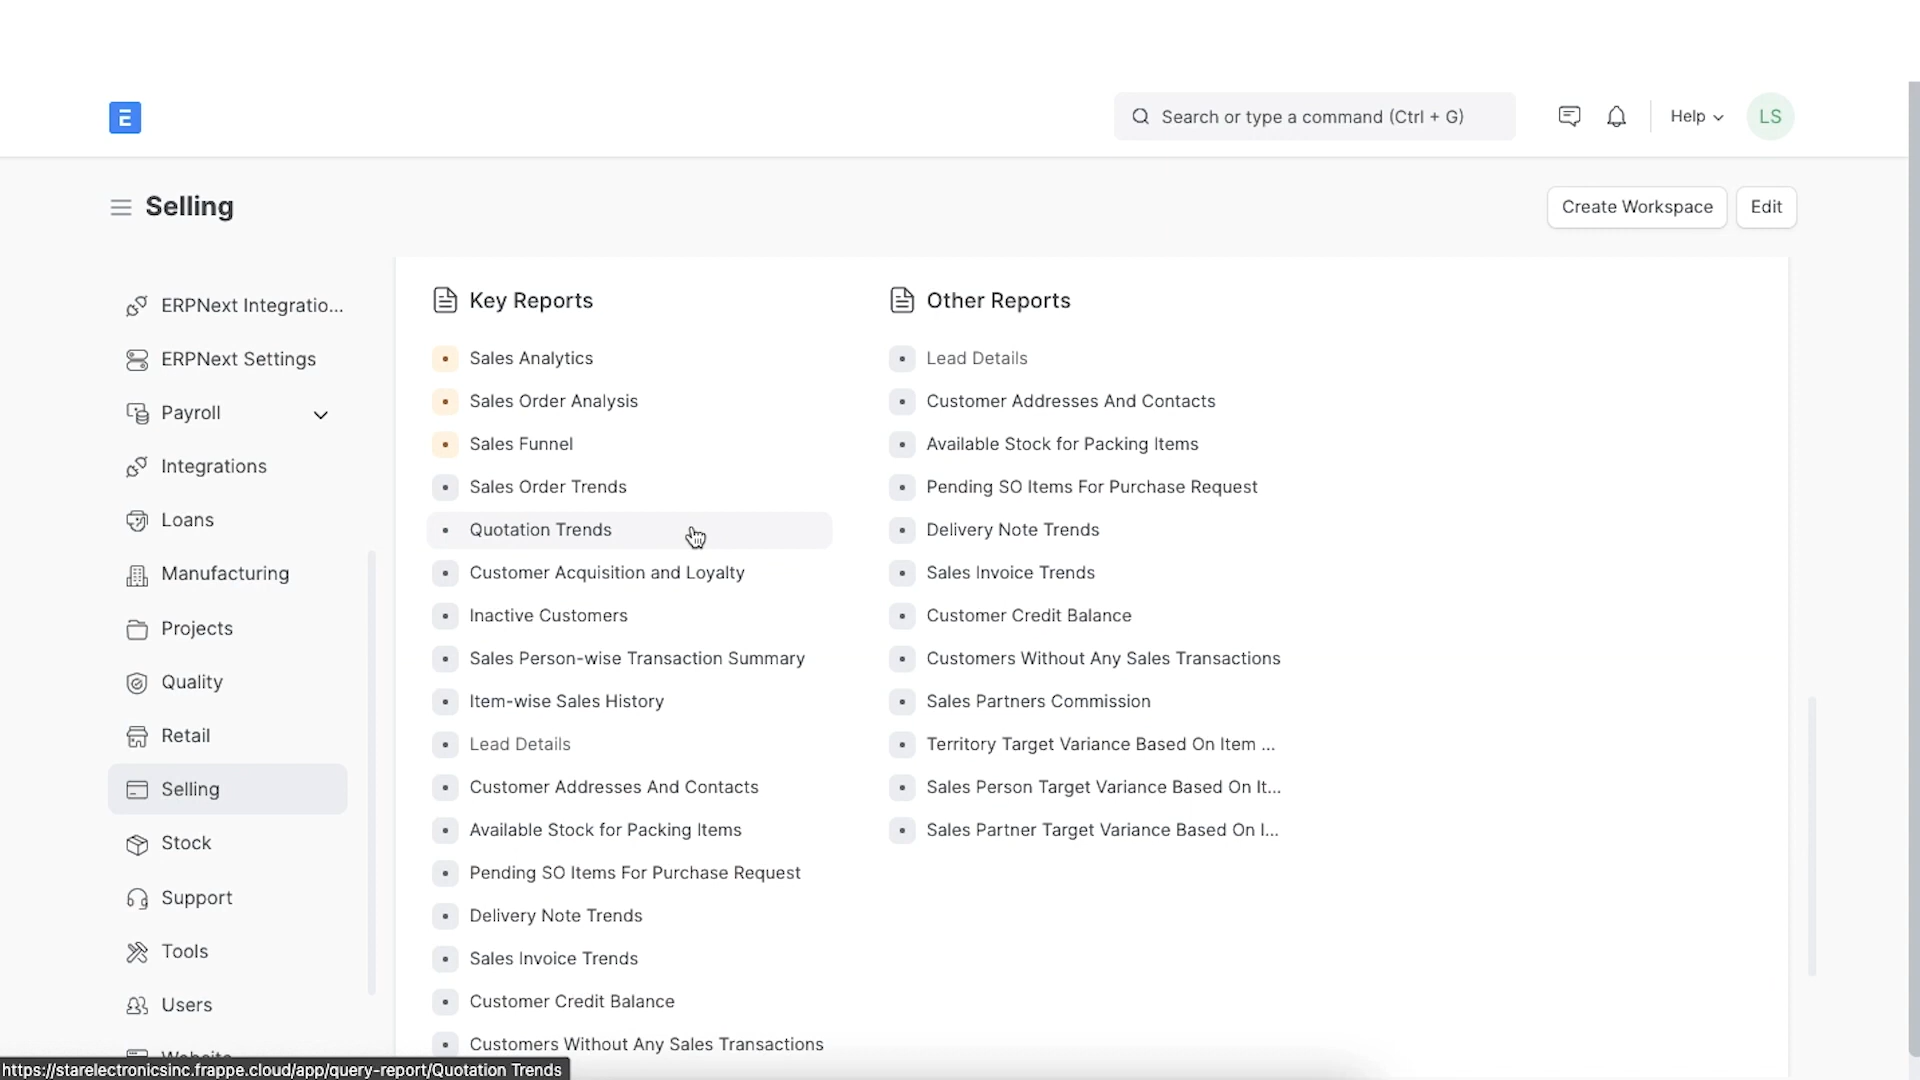 E
Search or type a command (Ctrl + G)
Help
LS
Selling
Create Workspace
Edit
ERPNext Integratio...
ERPNext Settings
Payroll
Integrations
Loans
Manufacturing
Projects
Quality
Retail
Selling
Stock
Support
Tools
Users
Website
Key Reports
Sales Analytics
Sales Order Analysis
Sales Funnel
Sales Order Trends
Quotation Trends
Customer Acquisition and Loyalty
Inactive Customers
Sales Person-wise Transaction Summary
Item-wise Sales History
Lead Details
Customer Addresses And Contacts
Available Stock for Packing Items
Pending SO Items For Purchase Request
Delivery Note Trends
Sales Invoice Trends
Customer Credit Balance
Customers Without Any Sales Transactions
Other Reports
Lead Details
Customer Addresses And Contacts
Available Stock for Packing Items
Pending SO Items For Purchase Request
Delivery Note Trends
Sales Invoice Trends
Customer Credit Balance
Customers Without Any Sales Transactions
Sales Partners Commission
Territory Target Variance Based On Item ...
Sales Person Target Variance Based On It...
Sales Partner Target Variance Based On I...
https://starelectronicsinc.frappe.cloud/app/query-report/Quotation Trends